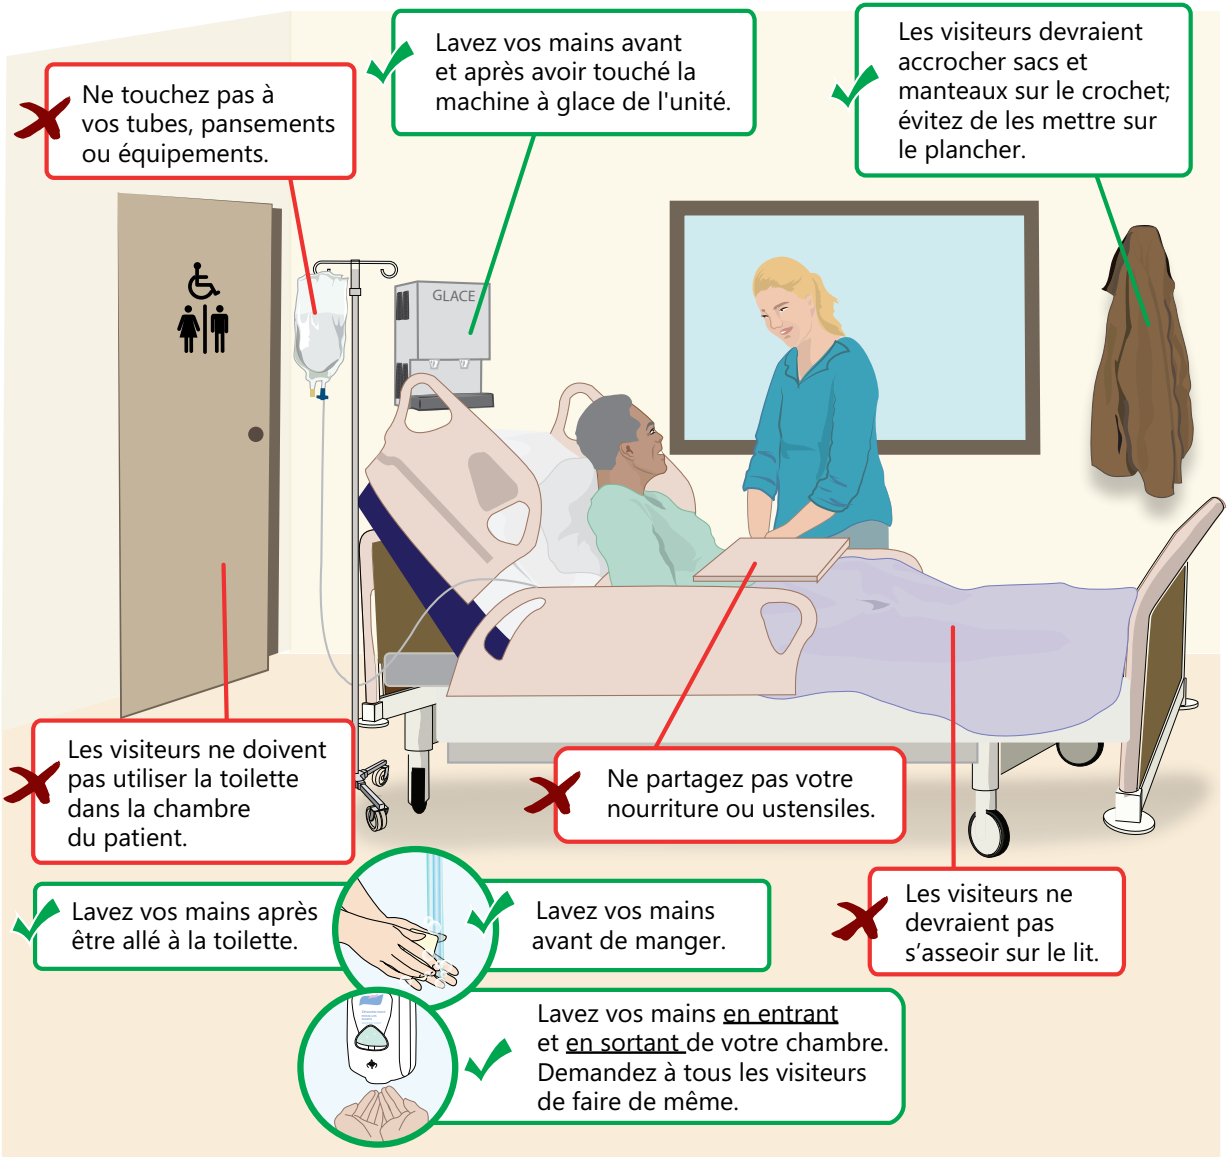 Ne touchez pas à
vos tubes, pansements
ou équipements.
Lavez vos mains avant
et après avoir touché la
machine à glace de l'unité.
Les visiteurs devraient
accrocher sacs et
manteaux sur le crochet;
évitez de les mettre sur
le plancher.
GLACE
Les visiteurs ne doivent
pas utiliser la toilette
dans la chambre
du patient.
Ne partagez pas votre
nourriture ou ustensiles.
Les visiteurs ne
devraient pas
s’asseoir sur le lit.
Lavez vos mains après
être allé à la toilette.
Lavez vos mains
avant de manger.
Lavez vos mains en entrant
et en sortant de votre chambre.
Demandez à tous les visiteurs
de faire de même.